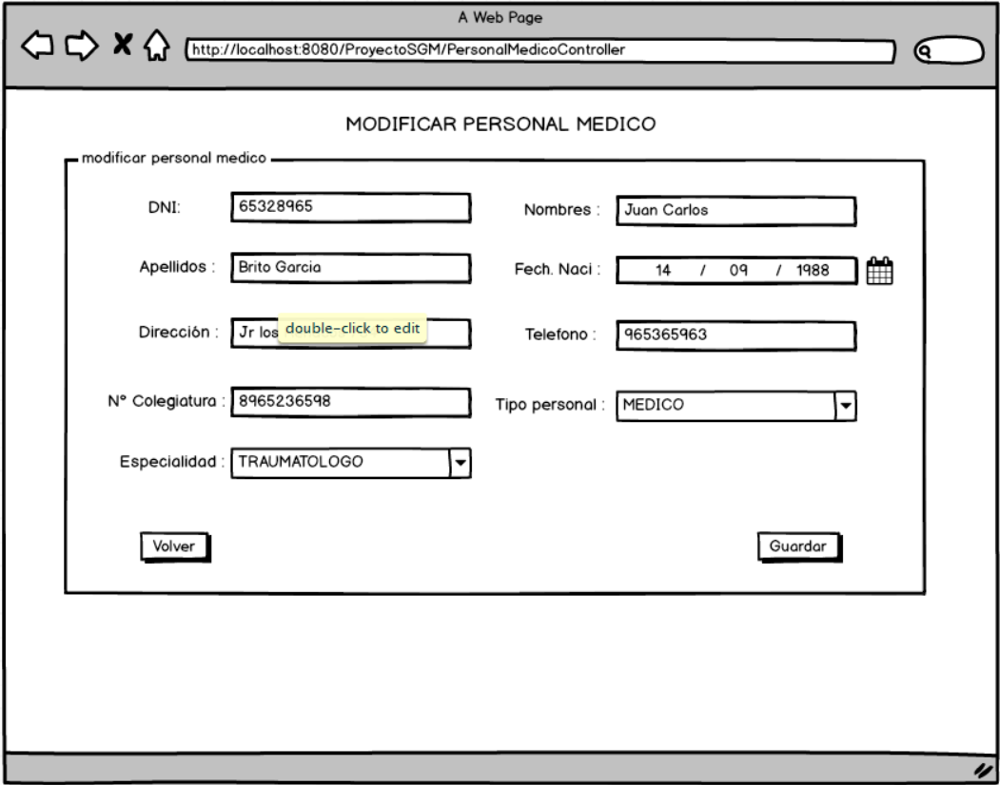 A Web Page
http://localhost:8080/ProyectoSGM/PersonalMedicoController
MODIFICAR PERSONAL MEDICO
modificar personal medico
DNI: 65328965
Nombres : Juan Carlos
Apellidos : Brito Garcia
Fech. Naci : 14 / 09 / 1988
Dirección : Jr los
double-click to edit
Telefono : 965365963
Nº Colegiatura : 8965236598
Tipo personal : MEDICO
Especialidad : TRAUMATOLOGO
Volver
Guardar